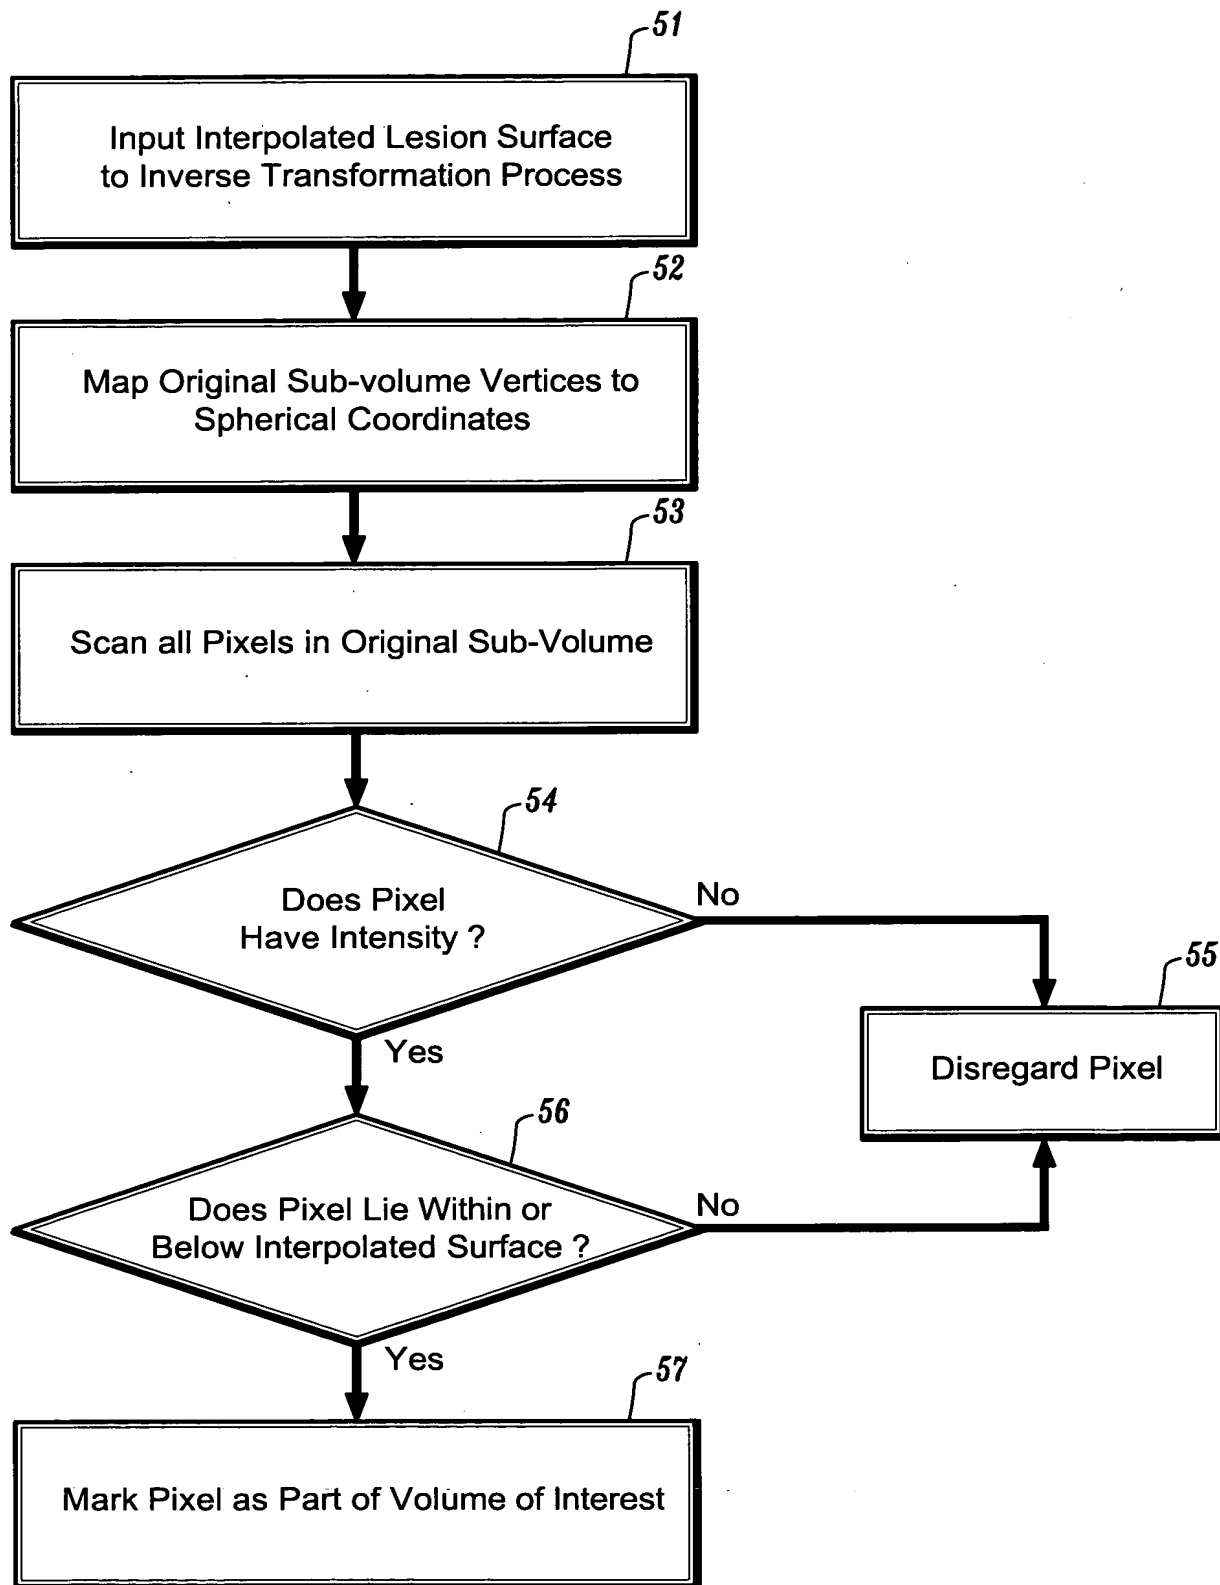 51
Input Interpolated Lesion Surface
to Inverse Transformation Process
52
Map Original Sub-volume Vertices to
Spherical Coordinates
53
Scan all Pixels in Original Sub-Volume
54
Does Pixel
Have Intensity ?
No
55
Disregard Pixel
Yes
56
Does Pixel Lie Within or
Below Interpolated Surface ?
No
Yes
57
Mark Pixel as Part of Volume of Interest